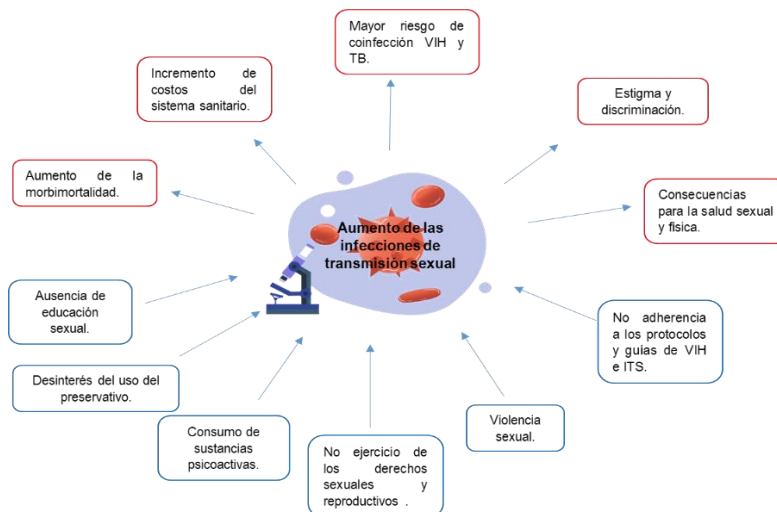 Mayor riesgo de
coinfección VIH y
TB.
Incremento de
costos del
sistema sanitario.
Estigma y
discriminación.
Aumento de la
morbimortalidad.
Consecuencias
para la salud sexual
y física.
Aumento de las
infecciones de
transmisión sexual
Ausencia de
educación
sexual.
No adherencia
a los protocolos
y guías de VIH
e ITS.
Desinterés del uso del
preservativo.
Consumo de
sustancias
psicoactivas.
No ejercicio de
los derechos
sexuales y
reproductivos .
Violencia
sexual.